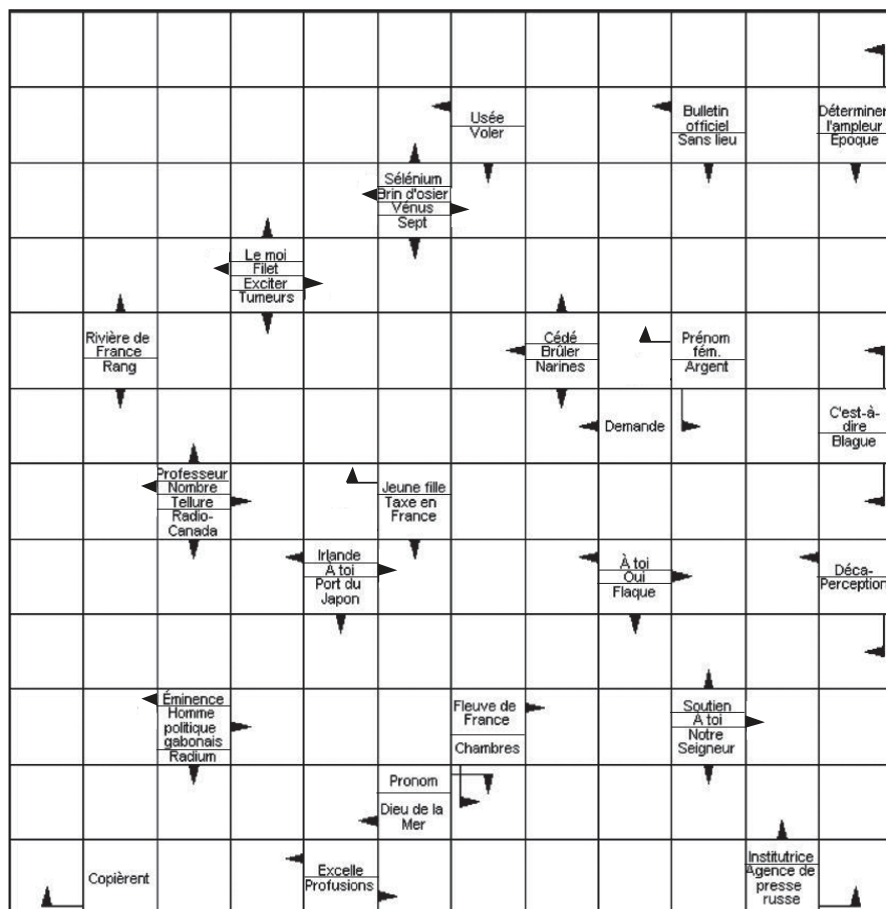 Usée
Voler
Bulletin
officiel
Sans lieu
Déterminer
l'ampleur
Époque
Sélénium
Brin d'osier
Vénus
Sept
Le moi
Filet
Exciter
Tumeurs
Rivière de
France
Rang
Cédé
Brûler
Narines
Prénom
fém.
Argent
Demande
C'est-à-
dire
Blague
Professeur
Nombre
Tellure
Radio-
Canada
Jeune fille
Taxe en
France
Irlande
À toi
Port du
Japon
À toi
Oui
Flaque
Déca-
Perception
Éminence
Homme
politique
gabonais
Radium
Fleuve de
France
Chambres
Soutien
À toi
Notre
Seigneur
Pronom
Dieu de la
Mer
Copièrent
Excelle
Profusions
Institutrice
Agence de
presse
russe